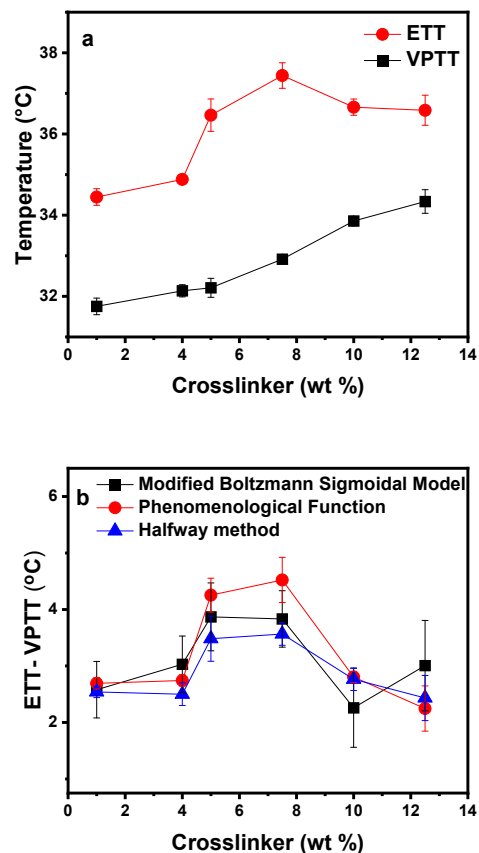 a
ETT
VPTT
38
36
34
32
Temperature (°C)
0 2 4 6 8 10 12 14
Crosslinker (wt %)
b
Modified Boltzmann Sigmoidal Model
Phenomenological Function
Halfway method
6
4
2
ETT- VPTT (ºC)
0 2 4 6 8 10 12 14
Crosslinker (wt %)